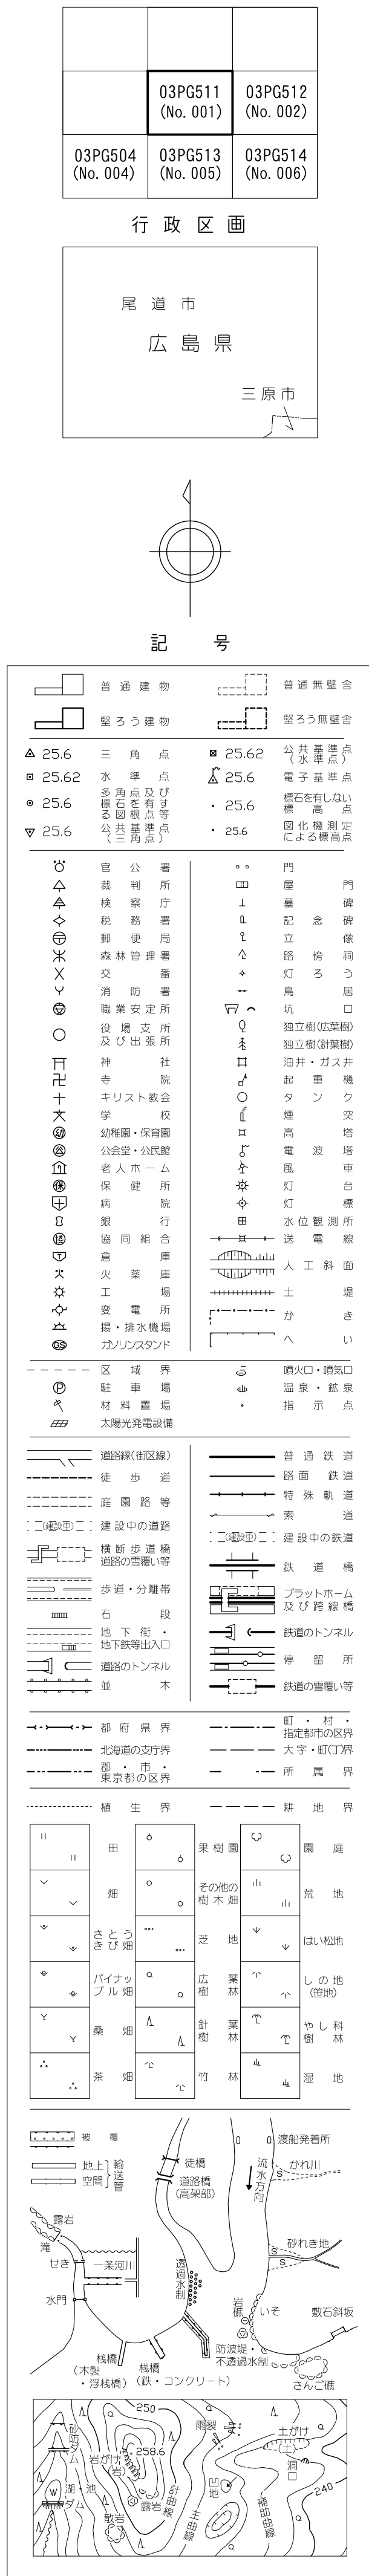 03PG511 03PG512
(No. 001) (No. 002)
03PG504 03PG513 03PG514
(No. 004) (No. 005) (No. 006)
行政区画
尾道市
広島県
三原市
記号
普通建物 普通無壁舎
堅ろう建物 堅ろう無壁舎
25.6 三角点 25.62 公共基準点(水準点)
25.62 水準点 25.6 電子基準点
25.6 多角点及び標石を有する図根点等 25.6 標石を有しない標高点
25.6 公共基準点(三角点) 25.6 図化機測定による標高点
官公署 門
裁判所 屋門
検察庁 墓碑
税務署 記念碑
郵便局 立像
森林管理署 路傍祠
交番 灯ろう
消防署 鳥居
職業安定所 坑口
役場支所及び出張所 独立樹(広葉樹)
独立樹(針葉樹)
神社 油井・ガス井
寺院 起重機
キリスト教会 タンク
文 学校 煙突
幼 幼稚園・保育園 高塔
公 公会堂・公民館 電波塔
老人ホーム 風車
保 保健所 灯台
病院 灯標
銀行 水位観測所
協 協同組合 送電線
倉庫 人工斜面
火薬庫 土堤
工場 かき
変電所
揚・排水機場 へい
GS ガソリンスタンド
区域界 噴火口・噴気口
P 駐車場 温泉・鉱泉
材料置場 指示点
太陽光発電設備
道路縁(街区線) 普通鉄道
徒歩道 路面鉄道
庭園路等 特殊軌道
索道
(建設中) 建設中の道路 (建設中) 建設中の鉄道
横断歩道橋 道路の雪覆い等 鉄道橋
歩道・分離帯 プラットホーム及び跨線橋
石段 鉄道のトンネル
地下街・地下鉄等出入口 停留所
道路のトンネル
並木 鉄道の雪覆い等
都府県界 町・村・指定都市の区界
北海道の支庁界 大字・町(丁)界
郡・市・東京都の区界 所属界
植生界 耕地界
田 果樹園 園庭
畑 その他の樹木畑 荒地
さとうきび畑 芝地 はい松地
パイナップル畑 広葉樹林 しの地(笹地)
桑畑 針葉樹林 やし科樹林
茶畑 竹林 湿地
被覆
地上 空間 輸送管
徒橋
道路橋(高架部)
渡船発着所
流水方向
かれ川
露岩
滝
せき
一条河川
水門
透過水制
砂れき地
岩礁
いそ
敷石斜坂
防波堤・不透過水制
さんご礁
桟橋(木製・浮桟橋)
桟橋(鉄・コンクリート)
250
砂防ダム
岩がけ(岩)
258.6
雨裂
土がけ
(土)
洞口
湖・池
W
ダム
散岩
露岩
計曲線
主曲線
凹地
補助曲線
240